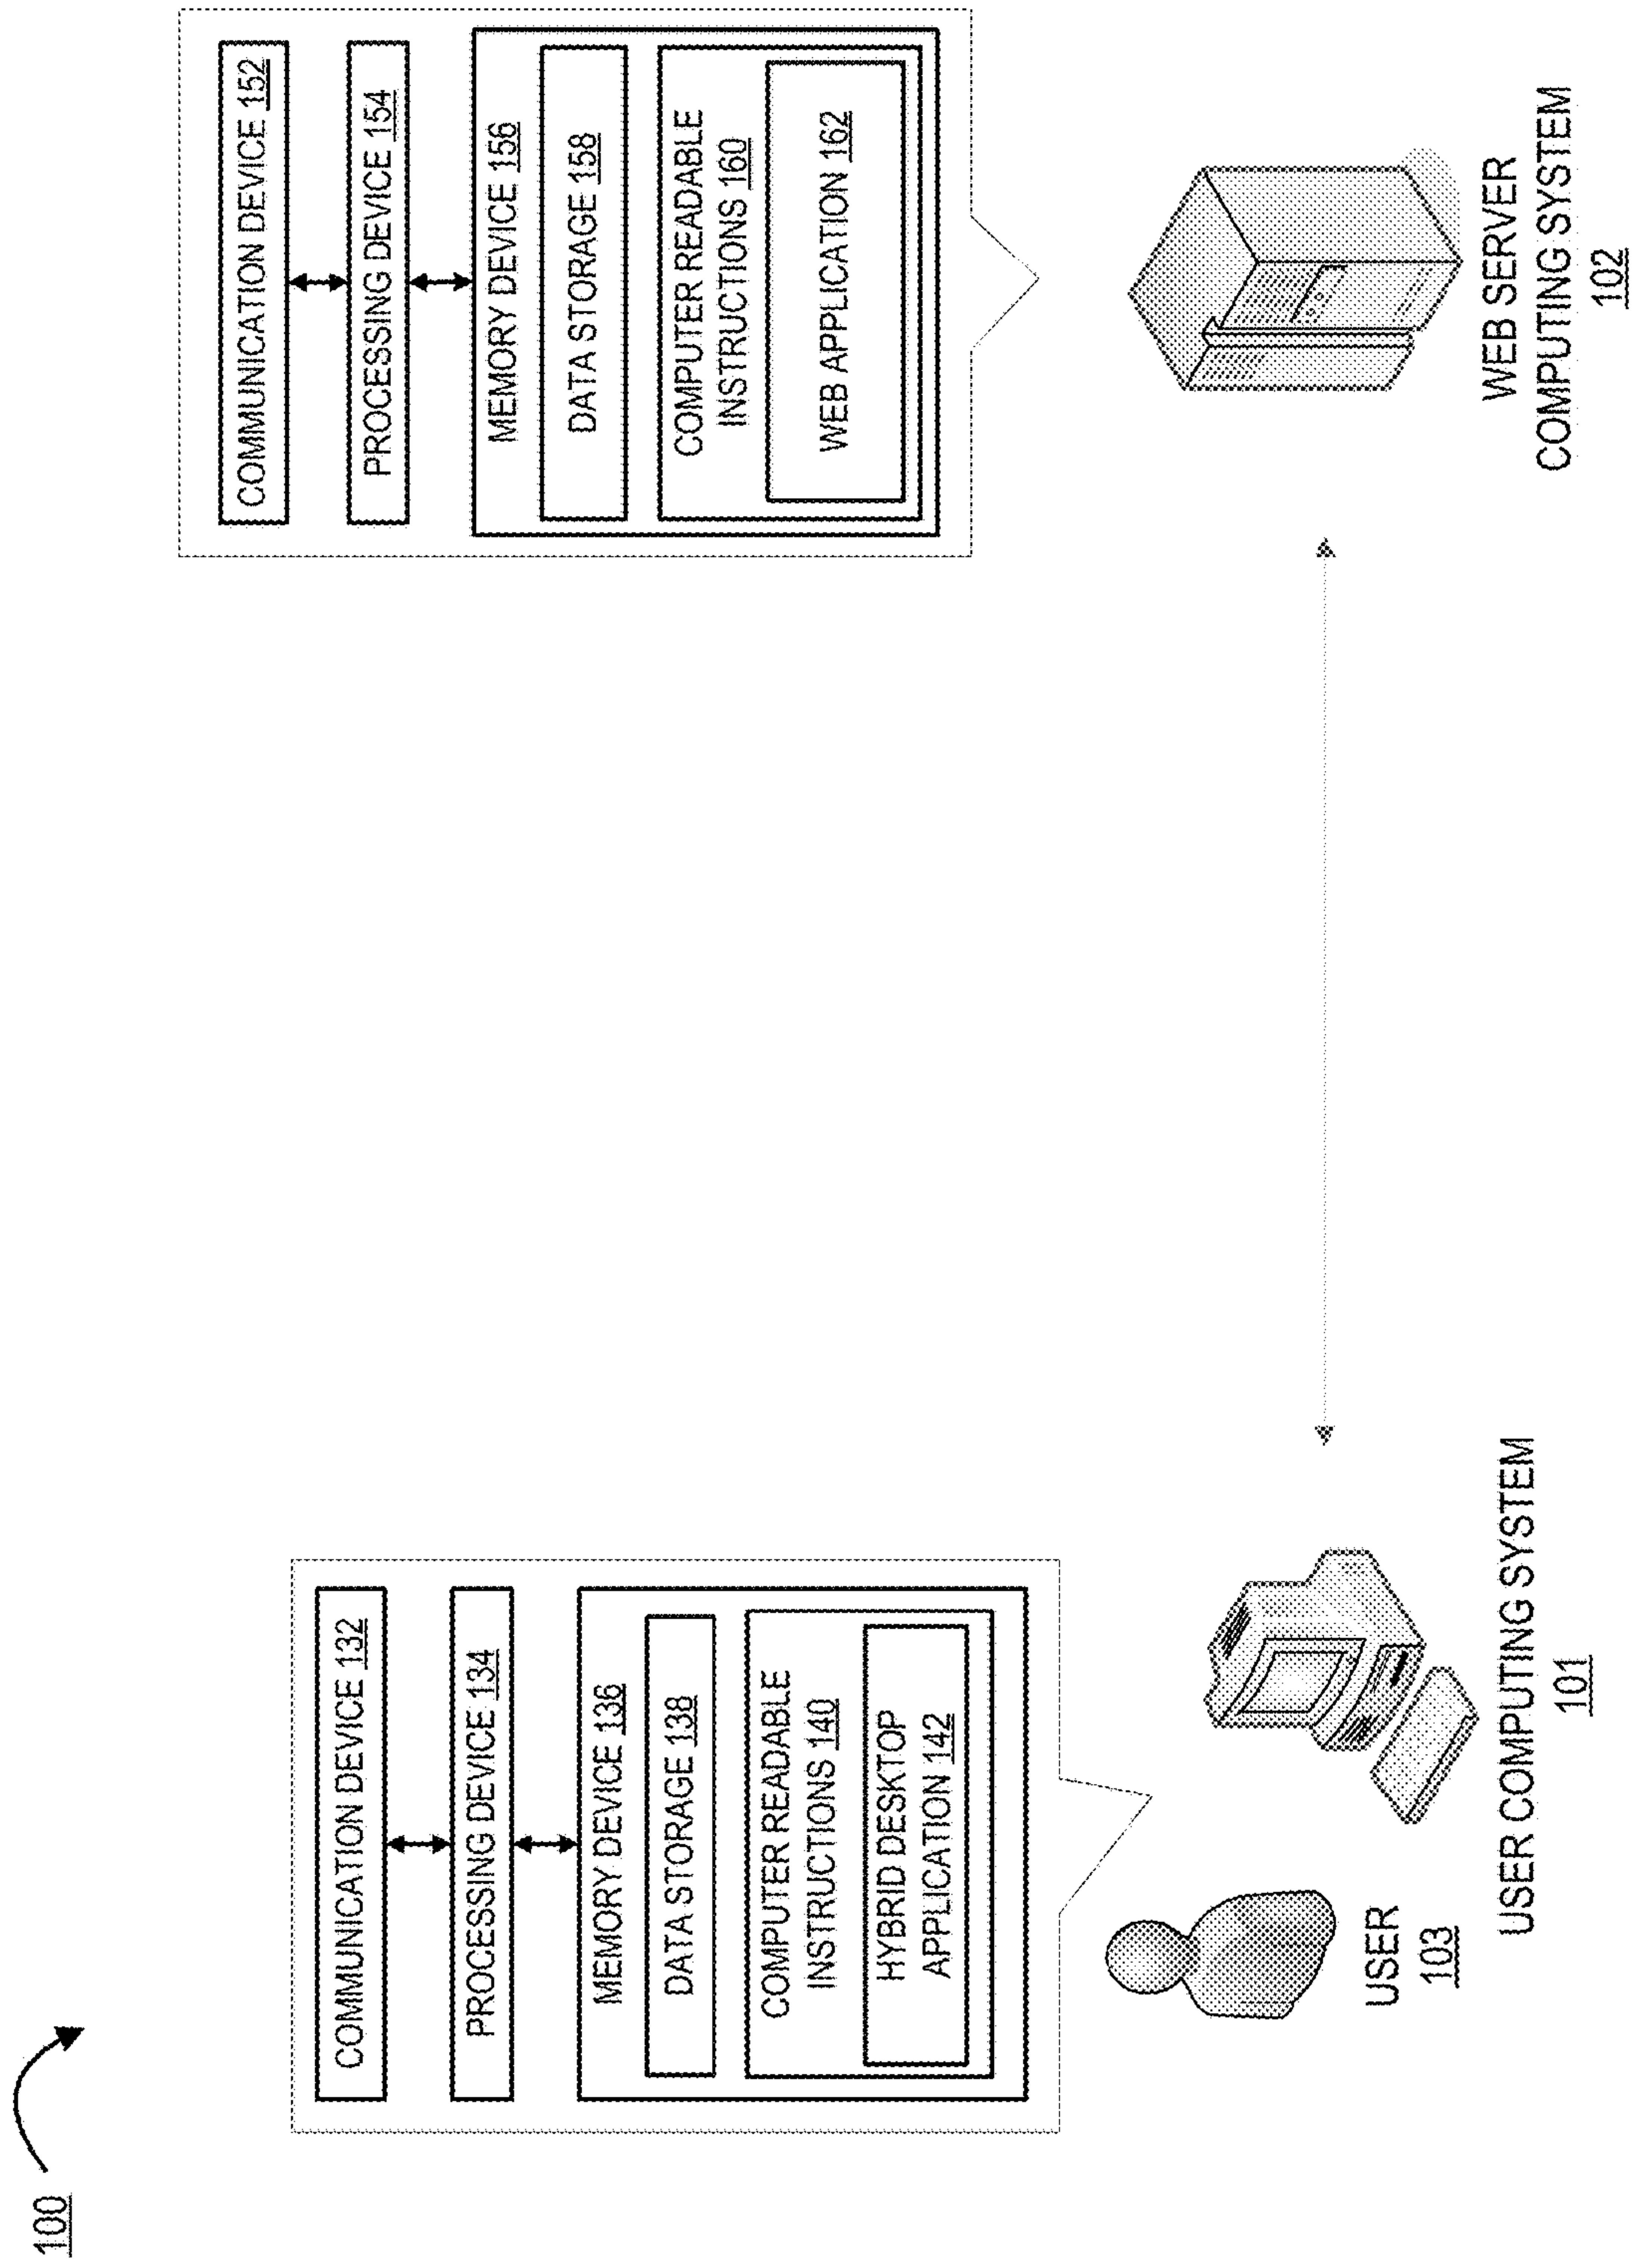 100
COMMUNICATION DEVICE 132
PROCESSING DEVICE 134
MEMORY DEVICE 136
DATA STORAGE 138
COMPUTER READABLE
INSTRUCTIONS 140
HYBRID DESKTOP
APPLICATION 142
USER
103
USER COMPUTING SYSTEM
101
COMMUNICATION DEVICE 152
PROCESSING DEVICE 154
MEMORY DEVICE 156
DATA STORAGE 158
COMPUTER READABLE
INSTRUCTIONS 160
WEB APPLICATION 162
WEB SERVER
COMPUTING SYSTEM
102